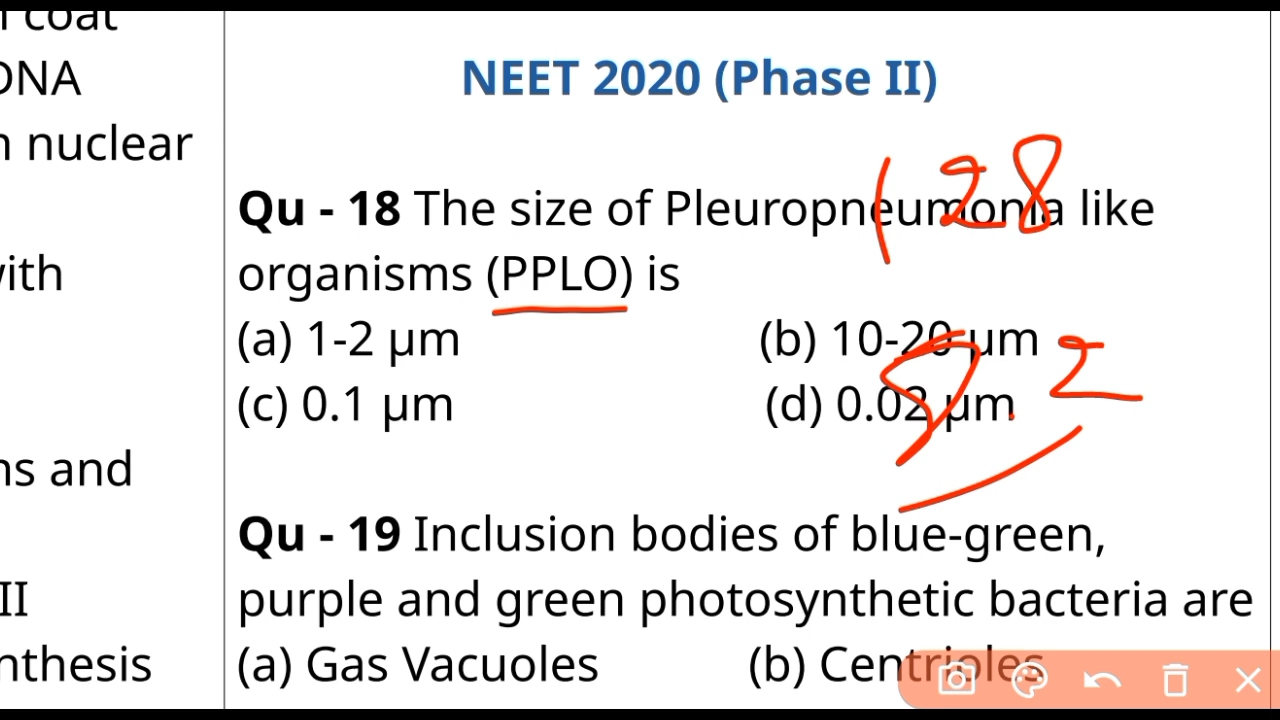 coat
DNA
NEET 2020 (Phase II)
nuclear
128
Qu - 18 The size of Pleuropneumonia like
with
organisms (PPLO) is
(a) 1-2 µm (b) 10-20 µm
(c) 0.1 µm (d) 0.02 µm
2
ns and
Qu - 19 Inclusion bodies of blue-green,
II
purple and green photosynthetic bacteria are
nthesis
(a) Gas Vacuoles (b) Centrioles